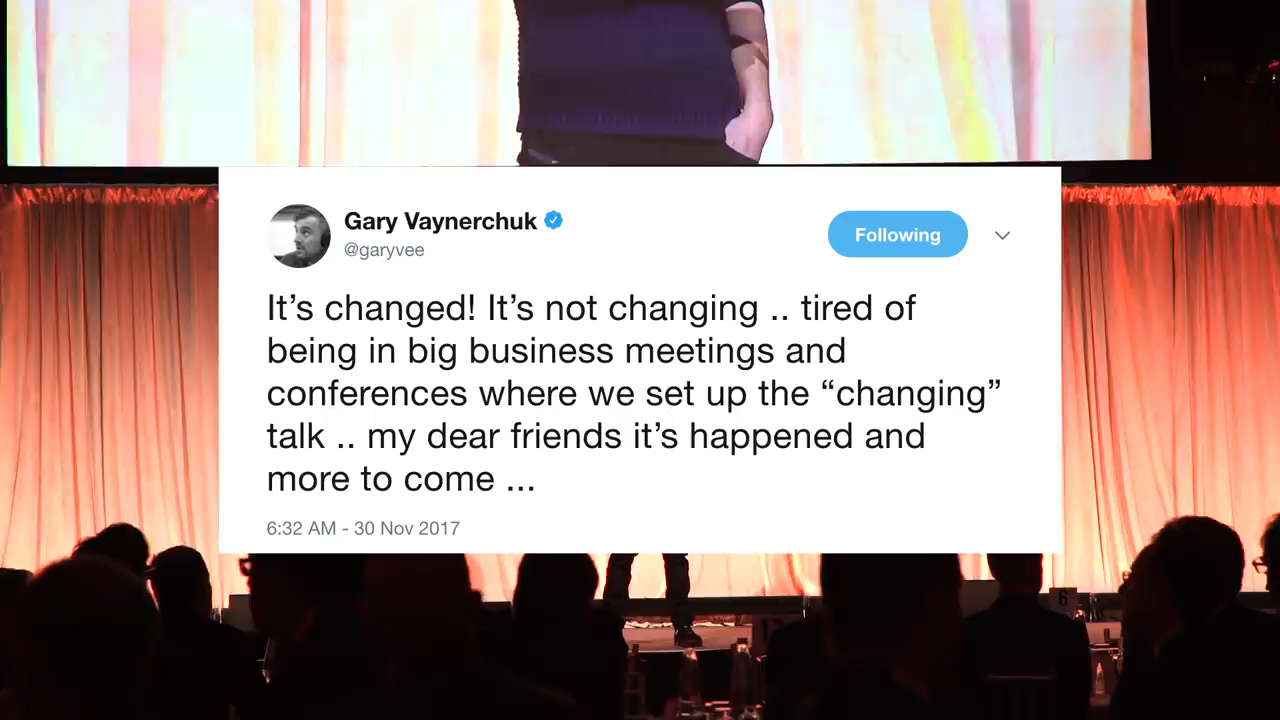 Gary Vaynerchuk
@garyvee
Following
It’s changed! It’s not changing .. tired of
being in big business meetings and
conferences where we set up the “changing”
talk .. my dear friends it’s happened and
more to come ...
6:32 AM - 30 Nov 2017
6